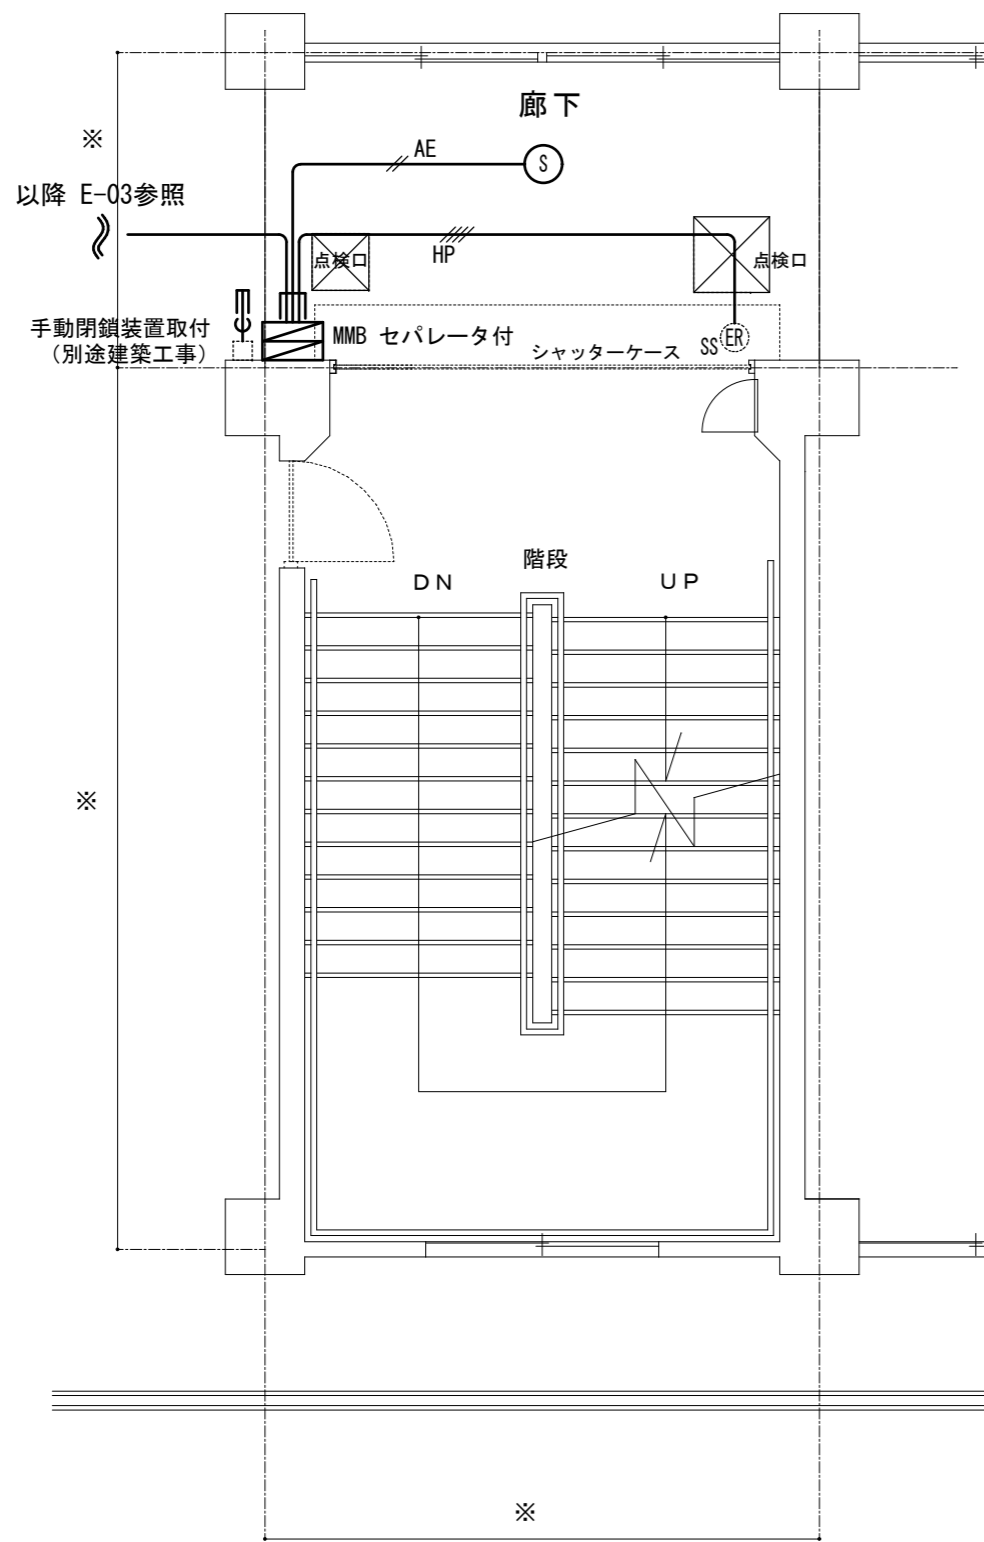 廊下
※
AE
S
以降 E-03参照
HP
点検口
点検口
手動閉鎖装置取付
(別途建築工事)
MMB セパレータ付
シャッターケース
SS
ER
階段
DN
UP
※
※